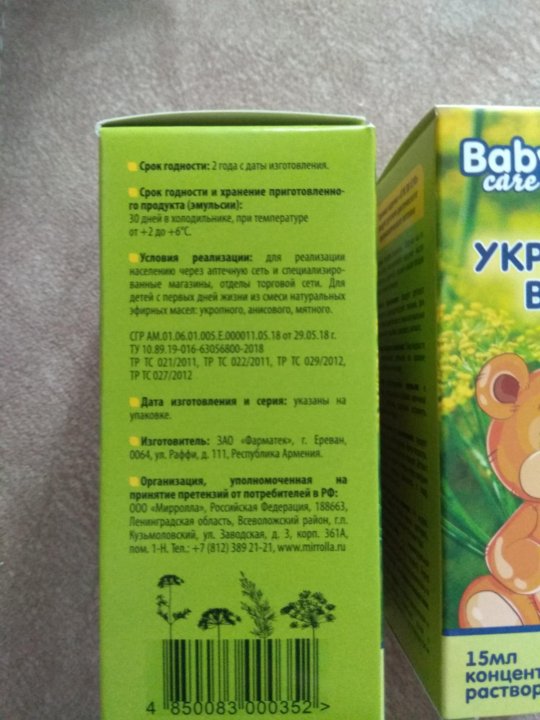 Срок годности: 2 года с даты изготовления.
Срок годности и хранение приготовленно-
го продукта (эмульсии):
30 дней в холодильнике, при температуре
от +2 до +6°С.
Условия реализации: для реализации
населению через аптечную сеть и специализиро-
ванные магазины, отделы торговой сети. Для
детей с первых дней жизни из смеси натуральных
эфирных масел: укропного, анисового, мятного.
СГР AM.01.06.01.005.E.000011.05.18 от 29.05.18 г.
ТУ 10.89.19-016-63056800-2018
ТР ТС 021/2011, ТР ТС 022/2011, ТР ТС 029/2012,
ТР ТС 027/2012
Дата изготовления и серия: указаны на
упаковке.
Изготовитель: ЗАО «Фарматек», г. Ереван,
0064, ул. Раффи, д. 111, Республика Армения.
Организация, уполномоченная на
принятие претензий от потребителей в РФ:
ООО «Мирролла», Российская Федерация, 188663,
Ленинградская область, Всеволожский район, г.п.
Кузьмоловский, ул. Заводская, д. 3, корп. 361А,
пом. 1-Н. Тел.: +7 (812) 389 21-21, www.mirrolla.ru
4 850083 000352 >
Baby
care
УКР
В
15мл
концент
раствор